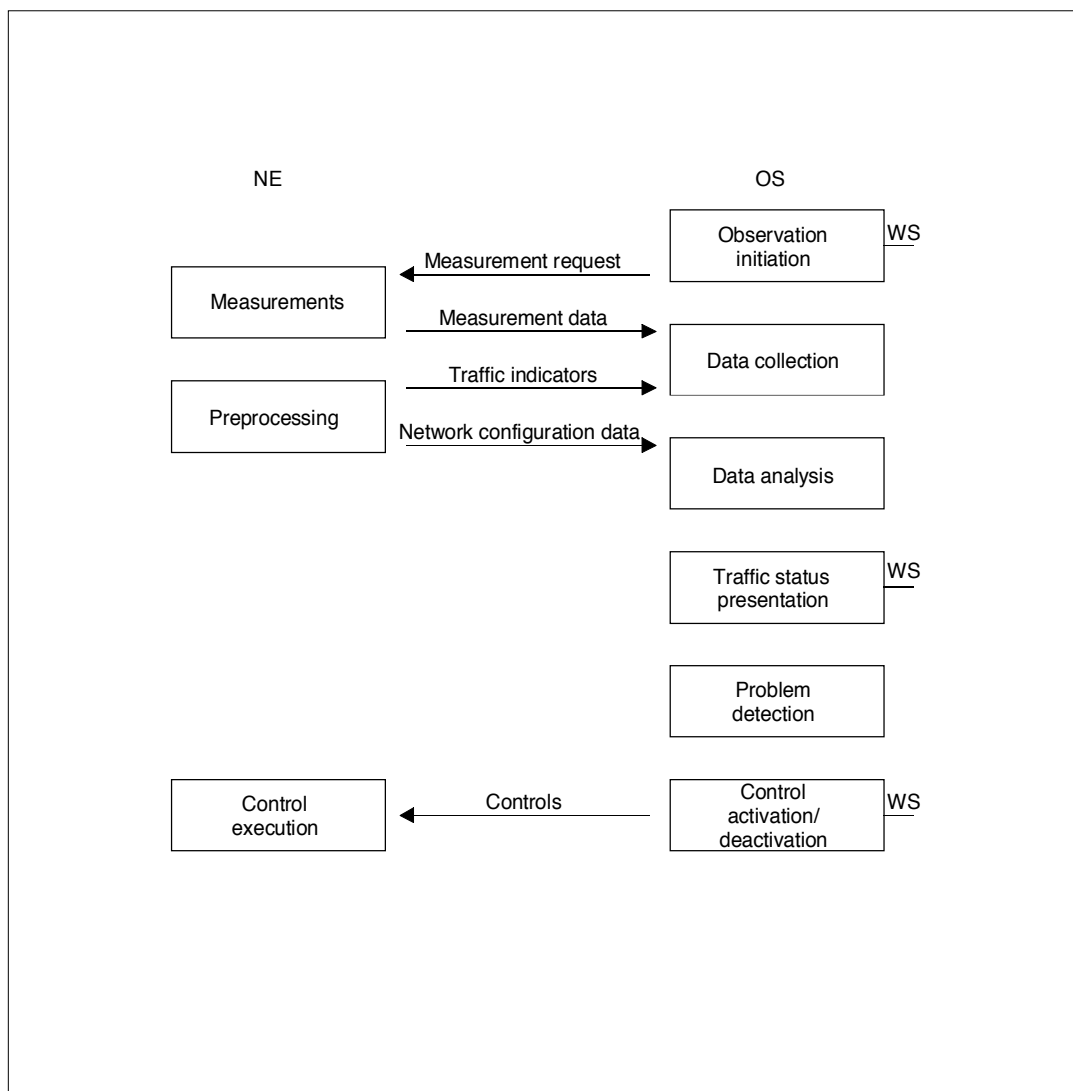 NE
OS
Observation
initiation
WS
Measurement request
Measurements
Measurement data
Data collection
Traffic indicators
Preprocessing
Network configuration data
Data analysis
Traffic status
presentation
WS
Problem
detection
Control
execution
Controls
Control
activation/
deactivation
WS